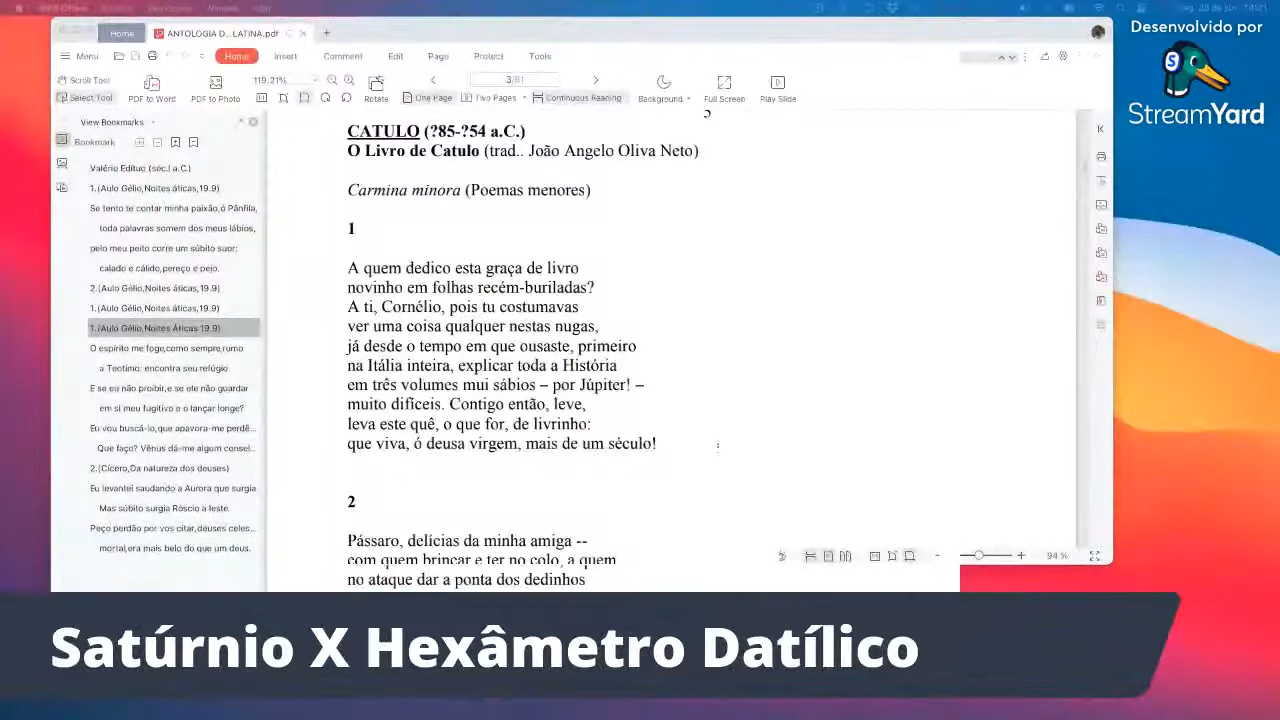 Desenvolvido por
StreamYard
Home
ANTOLOGIA D... LATINA.pdf
+
Menu
Home
Insert
Comment
Edit
Page
Protect
Tools
Scroll Tool
Select Tool
PDF to Word
PDF to Photo
119.21%
Rotate
3/81
One Page
Two Pages
Continuous Reading
Background
Full Screen
Play Slide
View Bookmarks
Bookmark
Valério Edítuo (séc.I a.C.)
1.(Aulo Gélio,Noites áticas,19.9)
Se tento te contar minha paixão,ó Pânfila,
toda palavras somem dos meus lábios,
pelo meu peito corre um súbito suor:
calado e cálido,pereço e pejo.
2.(Aulo Gélio,Noites áticas,19.9)
1.(Aulo Gélio,Noites áticas,19.9)
1.(Aulo Gélio,Noites Áticas 19.9)
O espírito me foge,como sempre,rumo
a Teotimo: encontra seu refúgio
E se eu não proibir,e se ele não guardar
em si meu fugitivo e o lançar longe?
Eu vou buscá-lo,que apavora-me perdê...
Que faço? Vênus dá-me algum consel...
2.(Cícero,Da natureza dos deuses)
Eu levantei saudando a Aurora que surgia
Mas súbito surgia Róscio a leste
Peço perdão por vos citar,deuses celes...
mortal,era mais belo do que um deus.
CATULO (?85-?54 a.C.)
O Livro de Catulo (trad.. João Angelo Oliva Neto)
Carmina minora (Poemas menores)
1
A quem dedico esta graça de livro
novinho em folhas recém-buriladas?
A ti, Cornélio, pois tu costumavas
ver uma coisa qualquer nestas nugas,
já desde o tempo em que ousaste, primeiro
na Itália inteira, explicar toda a História
em três volumes mui sábios – por Júpiter! –
muito difíceis. Contigo então, leve,
leva este quê, o que for, de livrinho:
que viva, ó deusa virgem, mais de um século!
2
Pássaro, delícias da minha amiga --
com quem brincar e ter no colo, a quem
no ataque dar a ponta dos dedinhos
94 %
Satúrnio X Hexâmetro Datílico